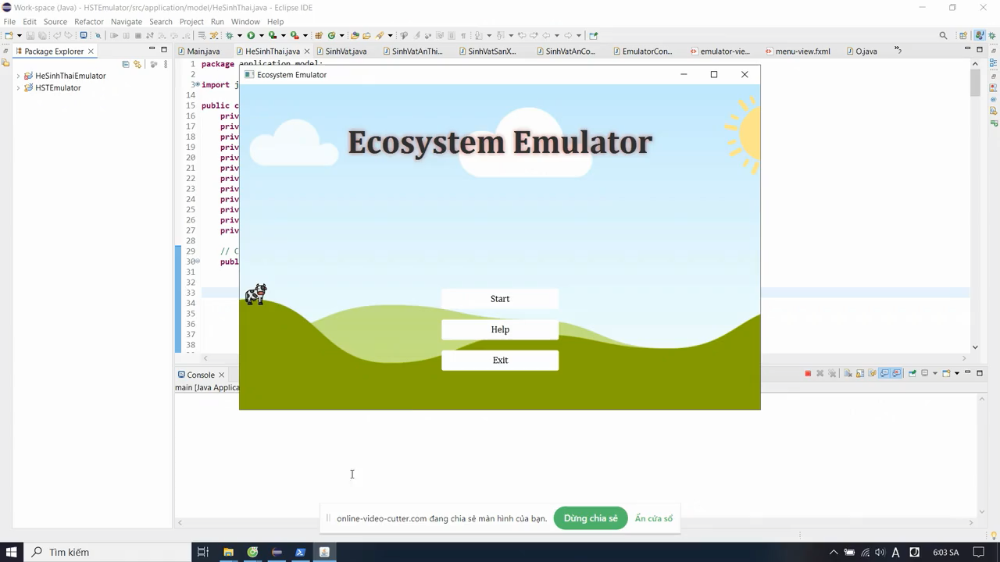 Work-space (Java) - HSTEmulator/src/application/model/HeSinhThai.java - Eclipse IDE
File Edit Source Refactor Navigate Search Project Run Window Help
Package Explorer
Main.java HeSinhThai.java SinhVat.java SinhVatAnThi... SinhVatSanX... SinhVatAnCo... EmulatorCon... emulator-vie... menu-view.fxml O.java
HeSinhThaiEmulator
HSTEmulator
1 package application.model;
3 import j
14
15 public c
16 priv
17 priv
18 priv
19 priv
20 priv
21 priv
22 priv
23 priv
24 priv
25 priv
26 priv
27 priv
28
29 // C
30 publ
31
32
33
34
35
36
37
38
Ecosystem Emulator
Ecosystem Emulator
Start
Help
Exit
Console
main [Java Applica
online-video-cutter.com đang chia sẻ màn hình của bạn. Dừng chia sẻ Ẩn cửa sổ
Tìm kiếm
6:03 SA